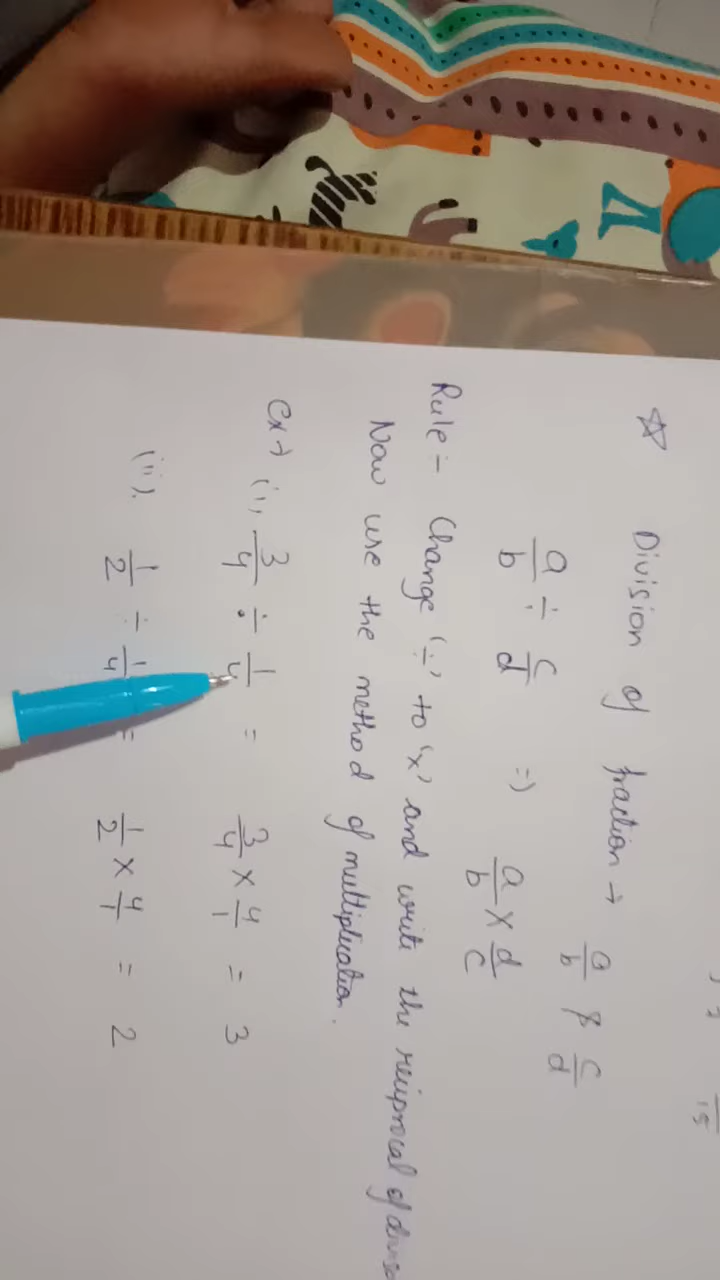 ☆ Division of fraction → a/b & c/d
a/b ÷ c/d => a/b × d/c
Rule:- Change '÷' to 'x' and write the reciprocal of
Now use the method of multiplication.
Ex→ (i), 3/4 ÷ 1/4 = 3/4 × 4/1 = 3
(ii). 1/2 ÷ 1/4 = 1/2 × 4/1 = 2
15